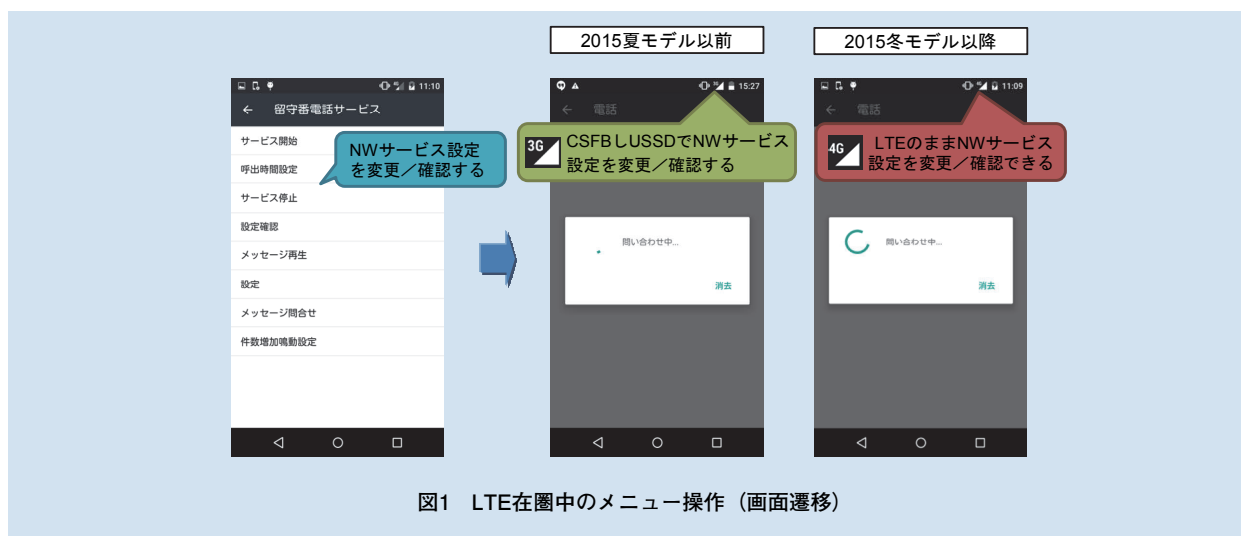 2015夏モデル以前
2015冬モデル以降
11:10
留守番電話サービス
サービス開始
呼出時間設定
サービス停止
設定確認
メッセージ再生
設定
メッセージ問合せ
件数増加鳴動設定
NWサービス設定
を変更／確認する
15:27
電話
3G
CSFBしUSSDでNWサービス
設定を変更／確認する
問い合わせ中...
消去
11:09
電話
4G
LTEのままNWサービス
設定を変更／確認できる
問い合わせ中...
消去
図1 LTE在圏中のメニュー操作（画面遷移）